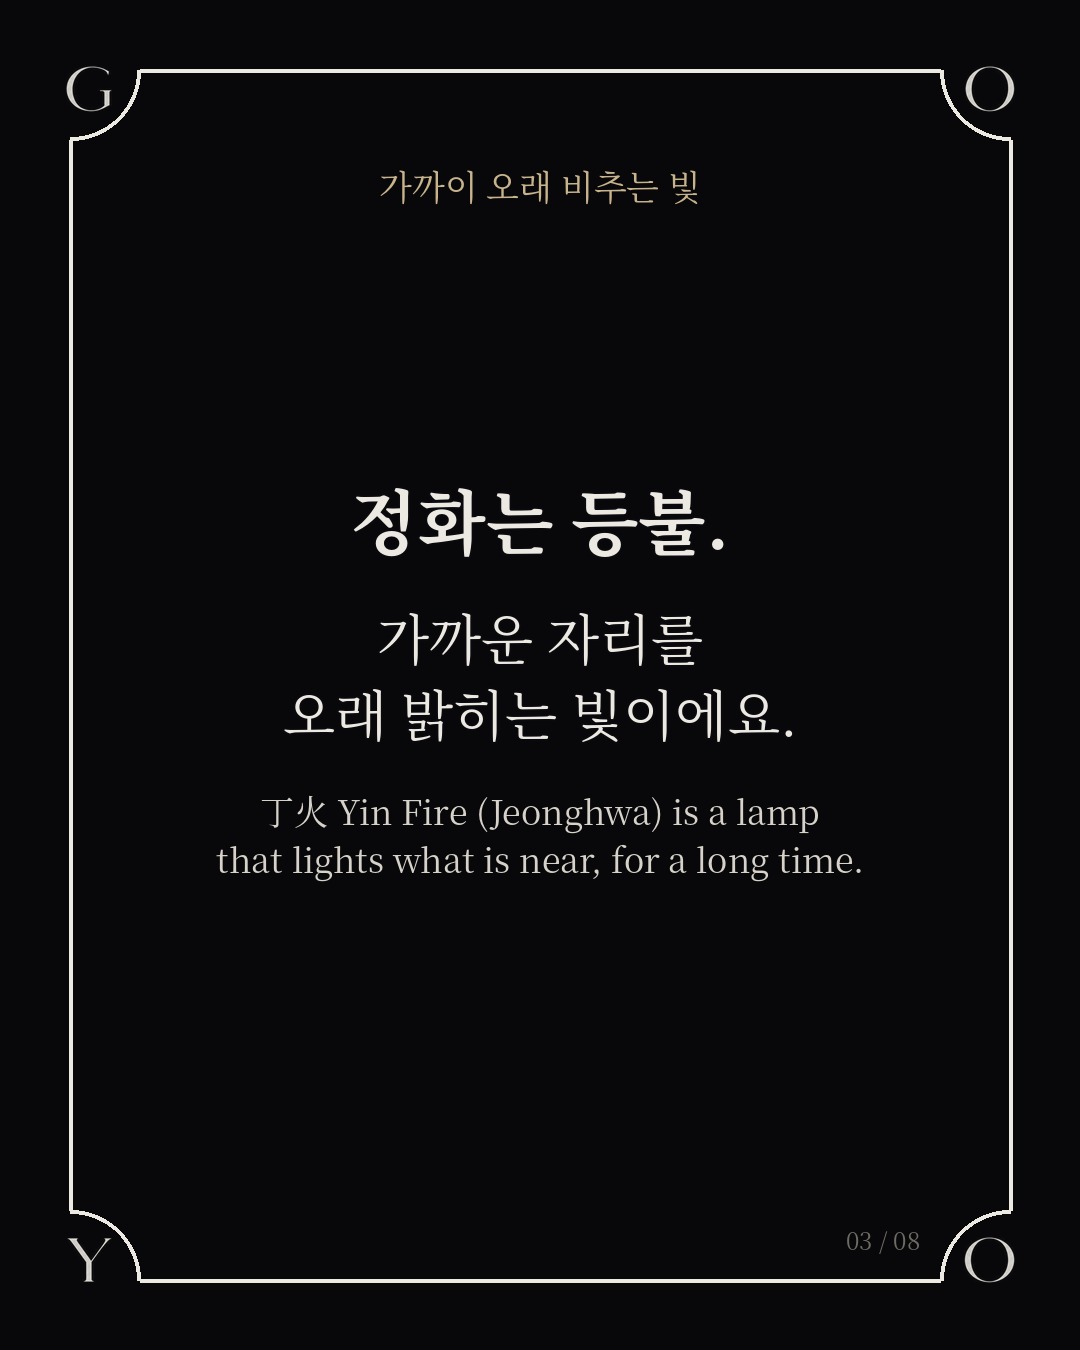 G O
가까이 오래 비추는 빛
정화는 등불.
가까운 자리를
오래 밝히는 빛이에요.
丁火 Yin Fire (Jeonghwa) is a lamp
that lights what is near, for a long time.
03 / 08
Y O